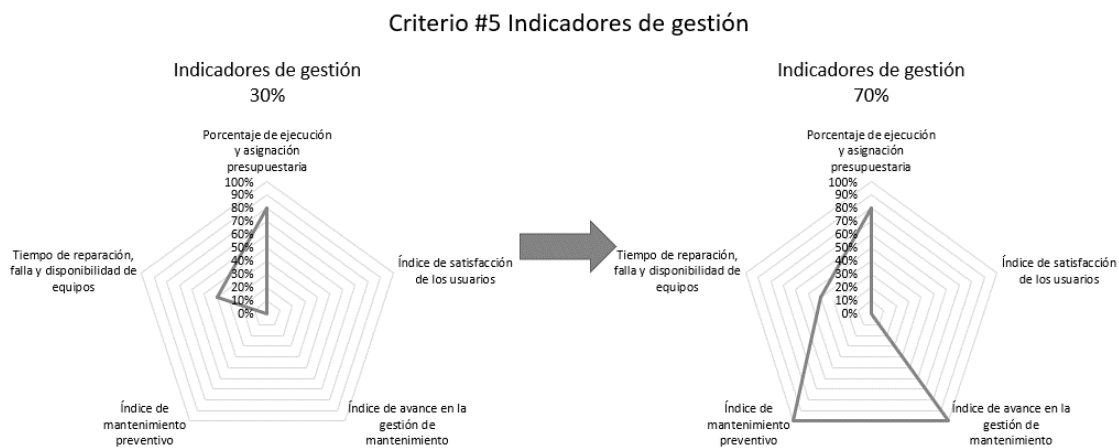 Criterio #5 Indicadores de gestión
Indicadores de gestión
30%
Porcentaje de ejecución
y asignación
presupuestaria
100%
90%
80%
70%
60%
50%
40%
30%
20%
10%
0%
Tiempo de reparación,
falla y disponibilidad de
equipos
Índice de satisfacción
de los usuarios
Índice de
mantenimiento
preventivo
Índice de avance en la
gestión de
mantenimiento
Indicadores de gestión
70%
Porcentaje de ejecución
y asignación
presupuestaria
100%
90%
80%
70%
60%
50%
40%
30%
20%
10%
0%
Tiempo de reparación,
falla y disponibilidad de
equipos
Índice de satisfacción
de los usuarios
Índice de
mantenimiento
preventivo
Índice de avance en la
gestión de
mantenimiento